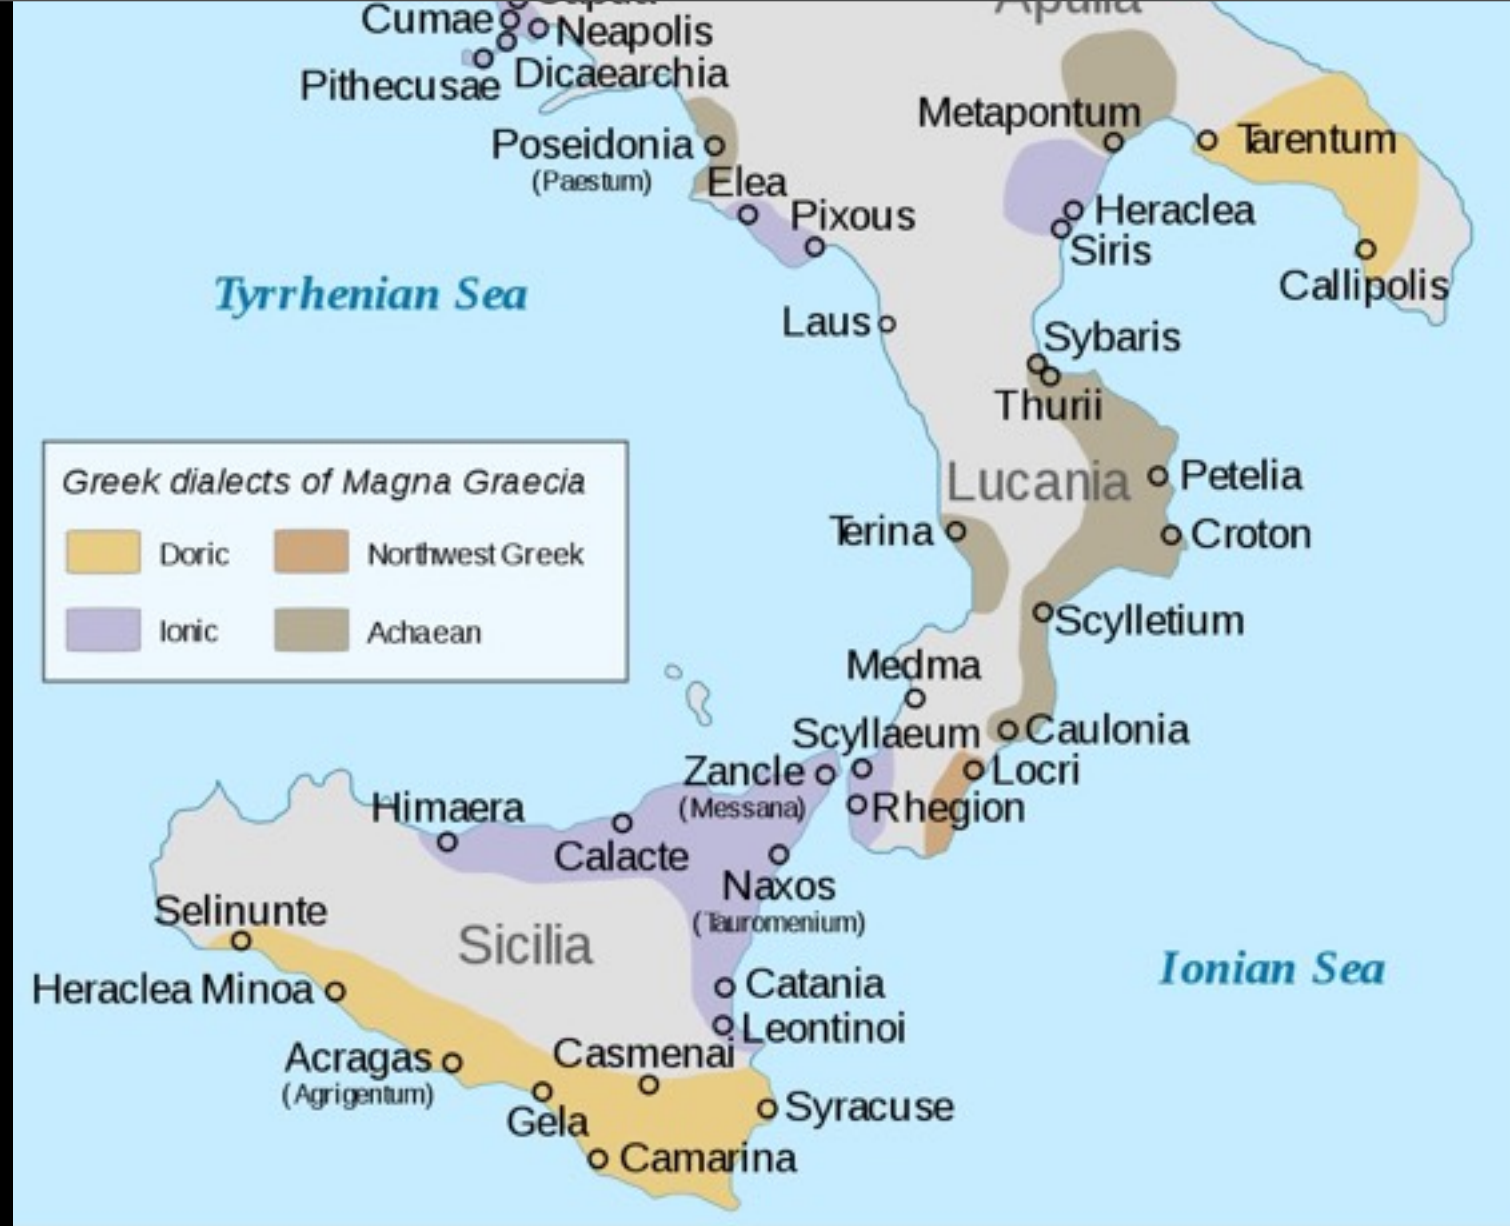 Apulia
Cumae
Neapolis
Pithecusae
Dicaearchia
Metapontum
Tarentum
Poseidonia
(Paestum)
Elea
Pixous
Heraclea
Siris
Callipolis
Tyrrhenian Sea
Laus
Sybaris
Thurii
Greek dialects of Magna Graecia
Doric
Northwest Greek
Ionic
Achaean
Lucania
Petelia
Terina
Croton
Scylletium
Medma
Scyllaeum
Caulonia
Zancle
(Messana)
Locri
Rhegion
Himaera
Calacte
Naxos
(Tauromenium)
Selinunte
Sicilia
Ionian Sea
Heraclea Minoa
Catania
Leontinoi
Acragas
(Agrigentum)
Casmenai
Gela
Syracuse
Camarina